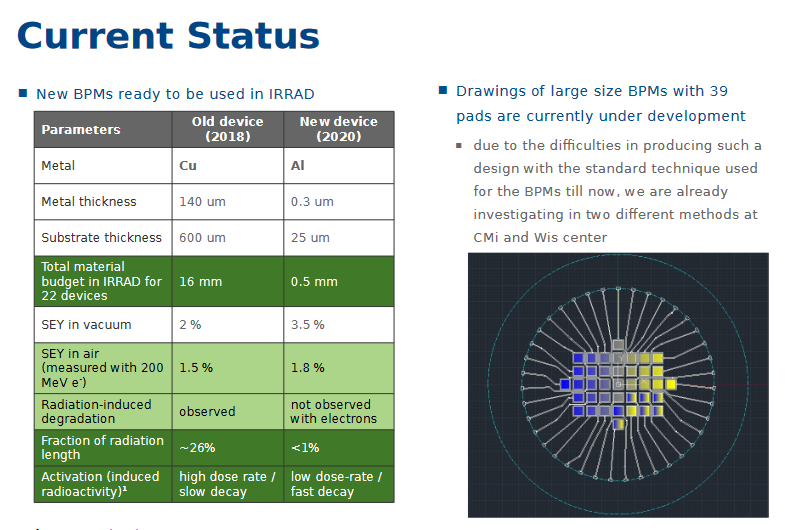 Current Status
New BPMs ready to be used in IRRAD
Parameters
Old device
(2018)
New device
(2020)
Metal
Cu
Al
Metal thickness
140 um
0.3 um
Substrate thickness
600 um
25 um
Total material
budget in IRRAD for
22 devices
16 mm
0.5 mm
SEY in vacuum
2 %
3.5 %
SEY in air
(measured with 200
MeV e⁻)
1.5 %
1.8 %
Radiation-induced
degradation
observed
not observed
with electrons
Fraction of radiation
length
~26%
<1%
Activation (induced
radioactivity)¹
high dose rate /
slow decay
low dose-rate /
fast decay
Drawings of large size BPMs with 39
pads are currently under development
due to the difficulties in producing such a
design with the standard technique used
for the BPMs till now, we are already
investigating in two different methods at
CMi and Wis center